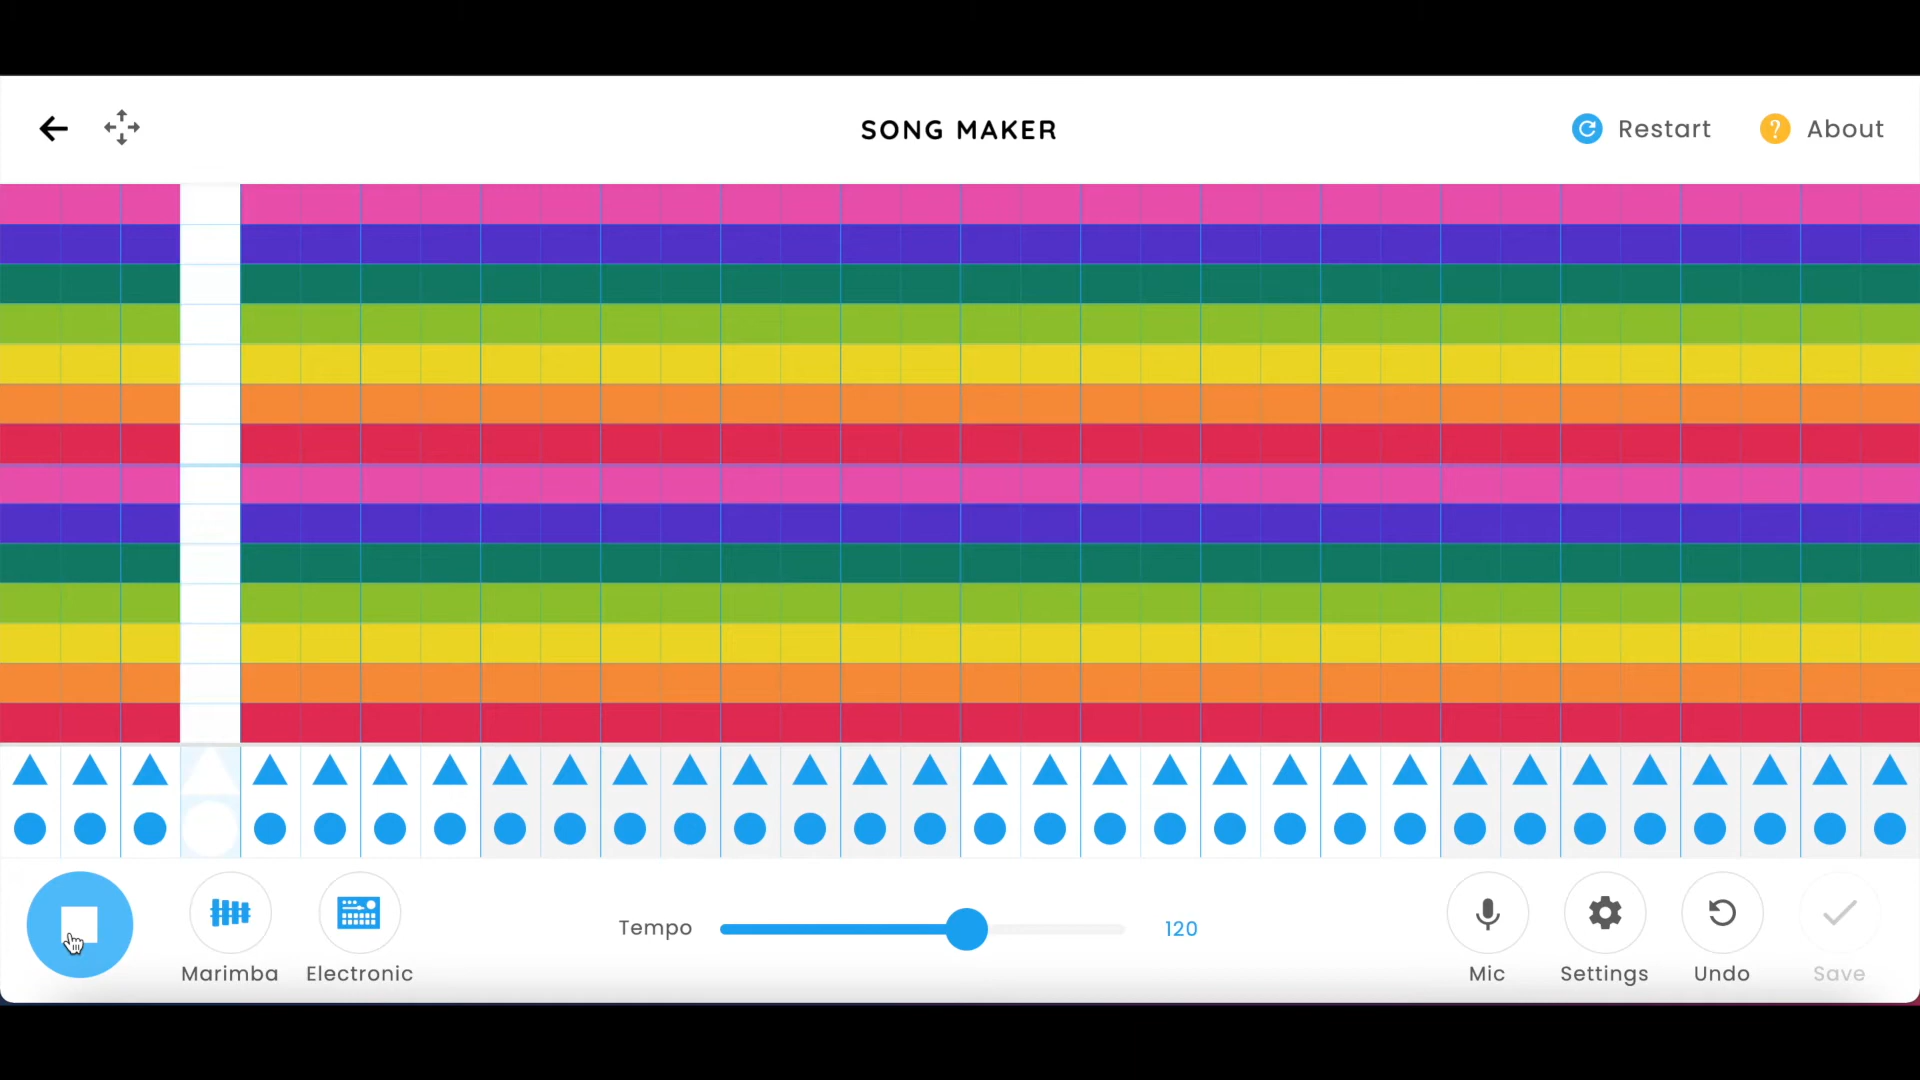 SONG MAKER
Restart
? About
Tempo
120
Marimba
Electronic
Mic
Settings
Undo
Save